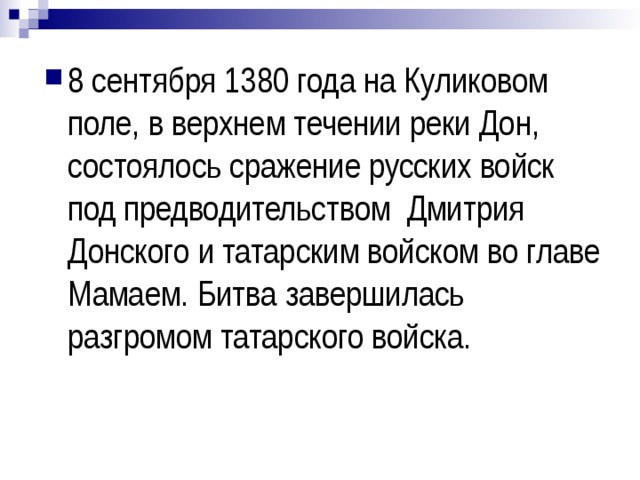 8 сентября 1380 года на Куликовом
поле, в верхнем течении реки Дон,
состоялось сражение русских войск
под предводительством  Дмитрия
Донского и татарским войском во главе
Мамаем. Битва завершилась
разгромом татарского войска.